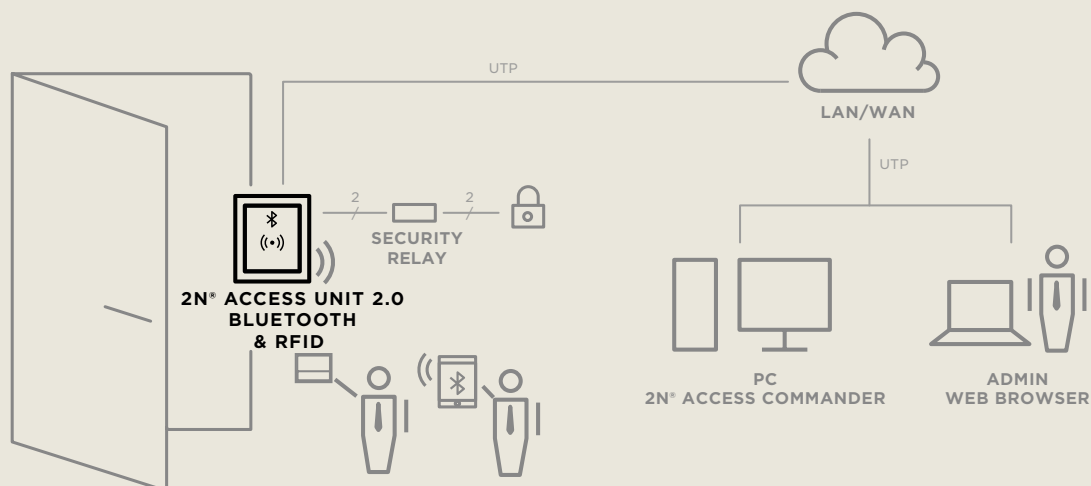 UTP
LAN/WAN
UTP
2
2
SECURITY
RELAY
2N® ACCESS UNIT 2.0
BLUETOOTH
& RFID
PC
2N® ACCESS COMMANDER
ADMIN
WEB BROWSER